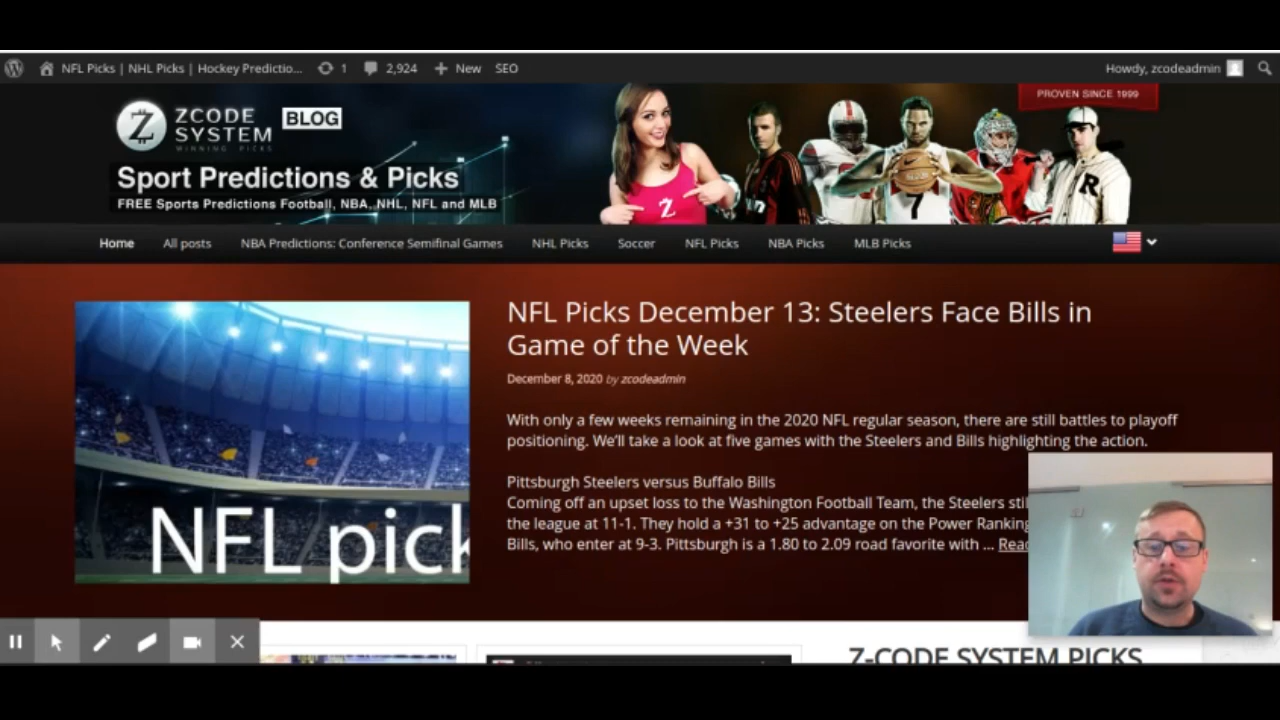 NFL Picks | NHL Picks | Hockey Predictio... 1 2,924 New SEO Howdy, zcodeadmin
PROVEN SINCE 1999
Z ZCODE SYSTEM BLOG
WINNING PICKS
Sport Predictions & Picks
FREE Sports Predictions Football, NBA, NHL, NFL and MLB
Z
7
R
Home All posts NBA Predictions: Conference Semifinal Games NHL Picks Soccer NFL Picks NBA Picks MLB Picks
NFL Picks December 13: Steelers Face Bills in
Game of the Week
December 8, 2020 by zcodeadmin
With only a few weeks remaining in the 2020 NFL regular season, there are still battles to playoff
positioning. We'll take a look at five games with the Steelers and Bills highlighting the action.
Pittsburgh Steelers versus Buffalo Bills
Coming off an upset loss to the Washington Football Team, the Steelers
the league at 11-1. They hold a +31 to +25 advantage on the Power Ranking
Bills, who enter at 9-3. Pittsburgh is a 1.80 to 2.09 road favorite with ...
NFL pick
Z-CODE SYSTEM PICKS